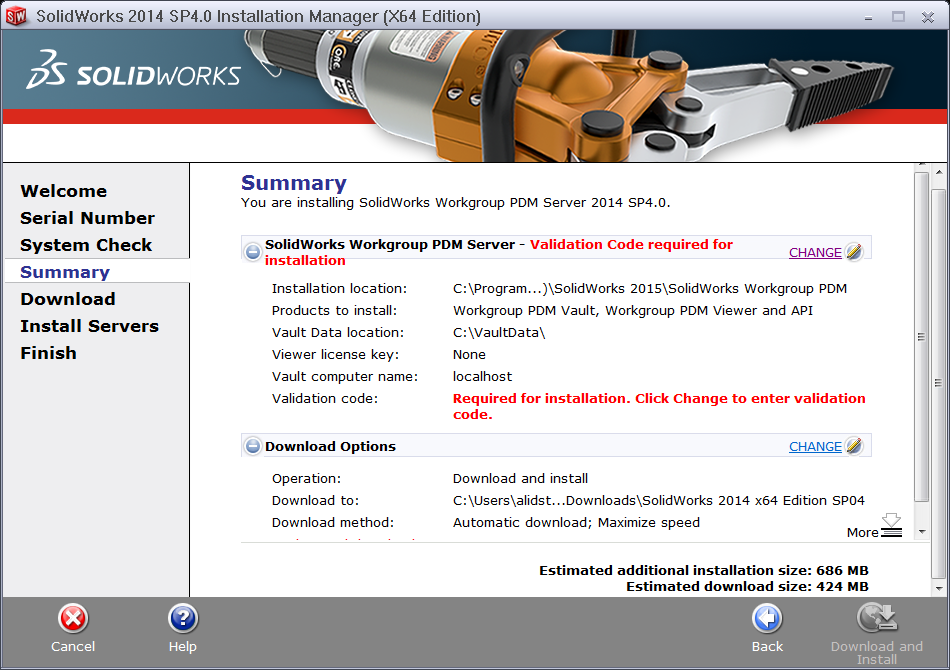 SolidWorks 2014 SP4.0 Installation Manager (X64 Edition)
SOLIDWORKS
Welcome
Serial Number
System Check
Summary
Download
Install Servers
Finish
Summary
You are installing SolidWorks Workgroup PDM Server 2014 SP4.0.
SolidWorks Workgroup PDM Server - Validation Code required for
installation
CHANGE
Installation location: C:\Program...)\SolidWorks 2015\SolidWorks Workgroup PDM
Products to install: Workgroup PDM Vault, Workgroup PDM Viewer and API
Vault Data location: C:\VaultData\
Viewer license key: None
Vault computer name: localhost
Validation code: Required for installation. Click Change to enter validation
code.
Download Options CHANGE
Operation: Download and install
Download to: C:\Users\alidst...Downloads\SolidWorks 2014 x64 Edition SP04
Download method: Automatic download; Maximize speed
More
Estimated additional installation size: 686 MB
Estimated download size: 424 MB
Cancel
Help
Back
Download and
Install